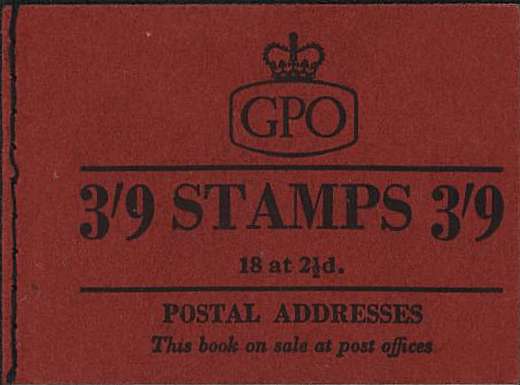 GPO
3/9 STAMPS 3/9
18 at 2½d.
POSTAL ADDRESSES
This book on sale at post offices